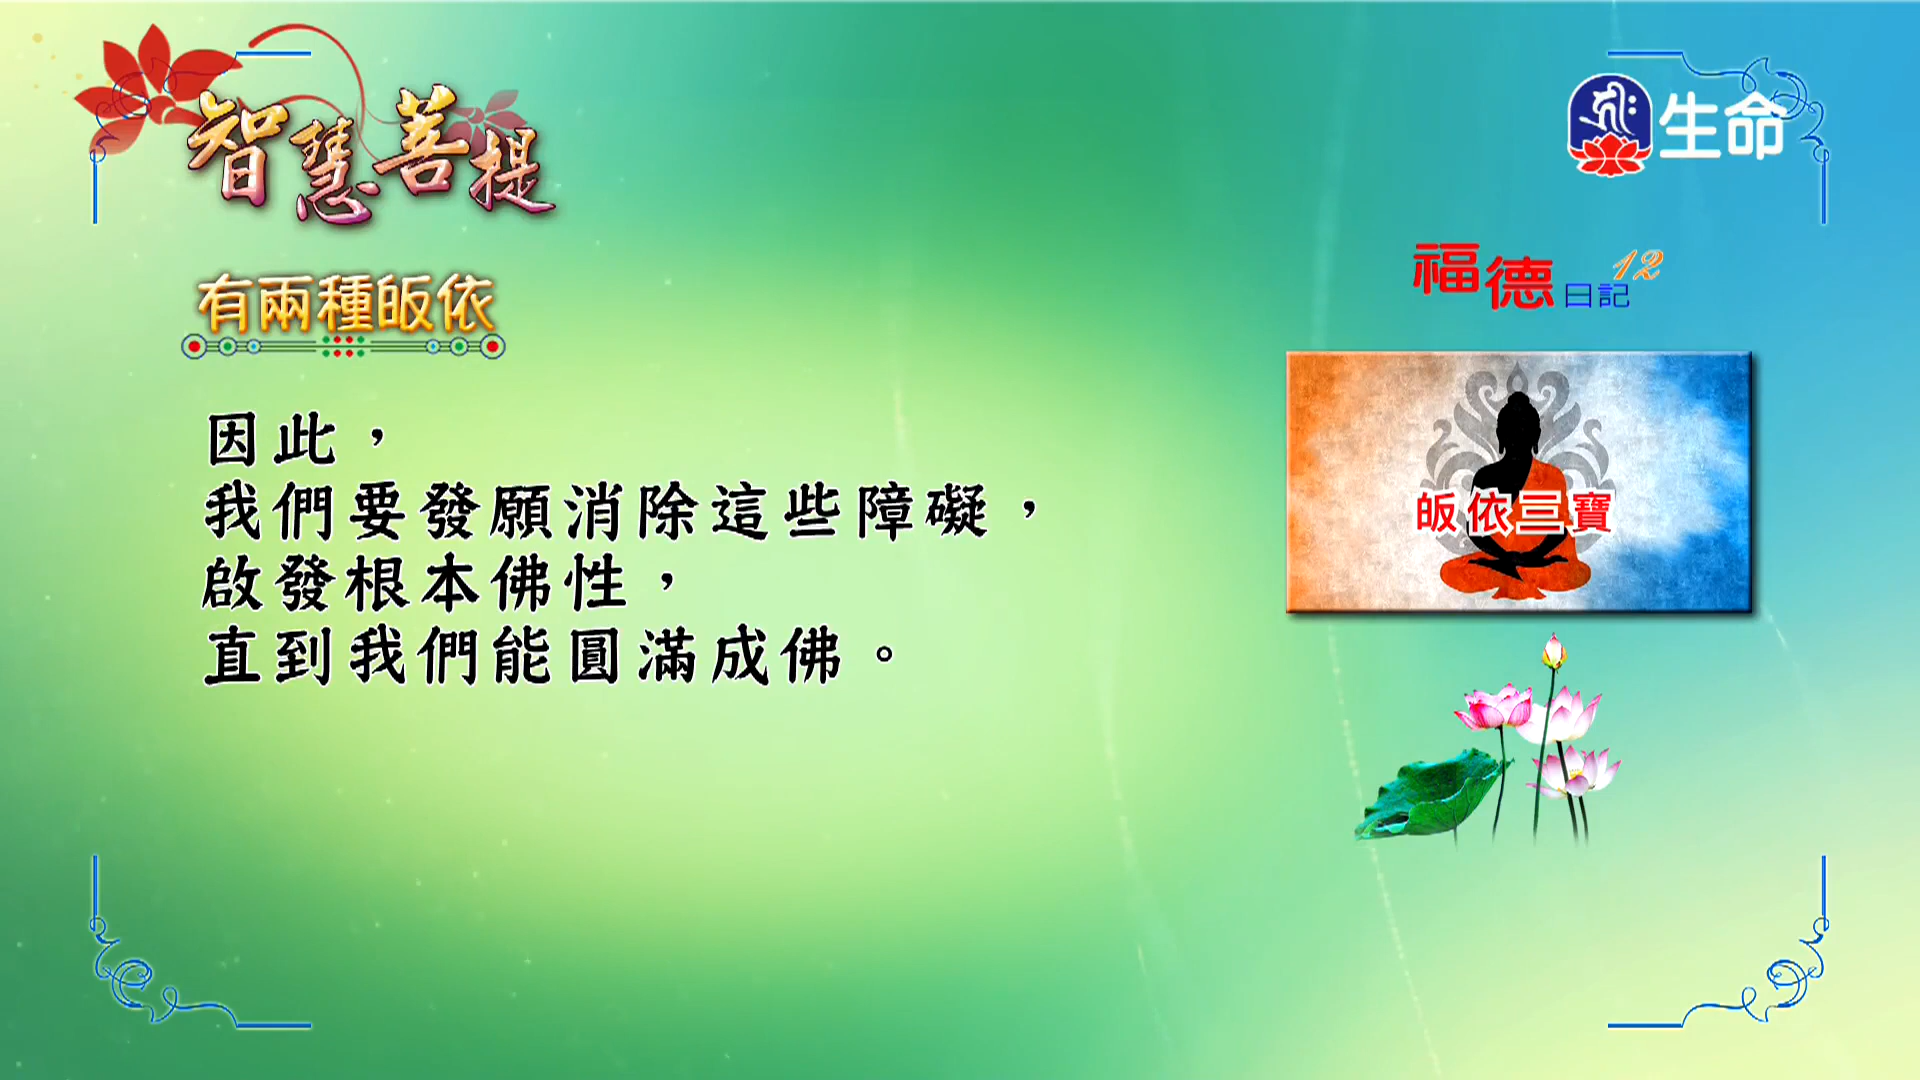 智慧菩提
生命
有兩種皈依
福德日記12
因此，
我們要發願消除這些障礙，
啟發根本佛性，
直到我們能圓滿成佛。
皈依三寶